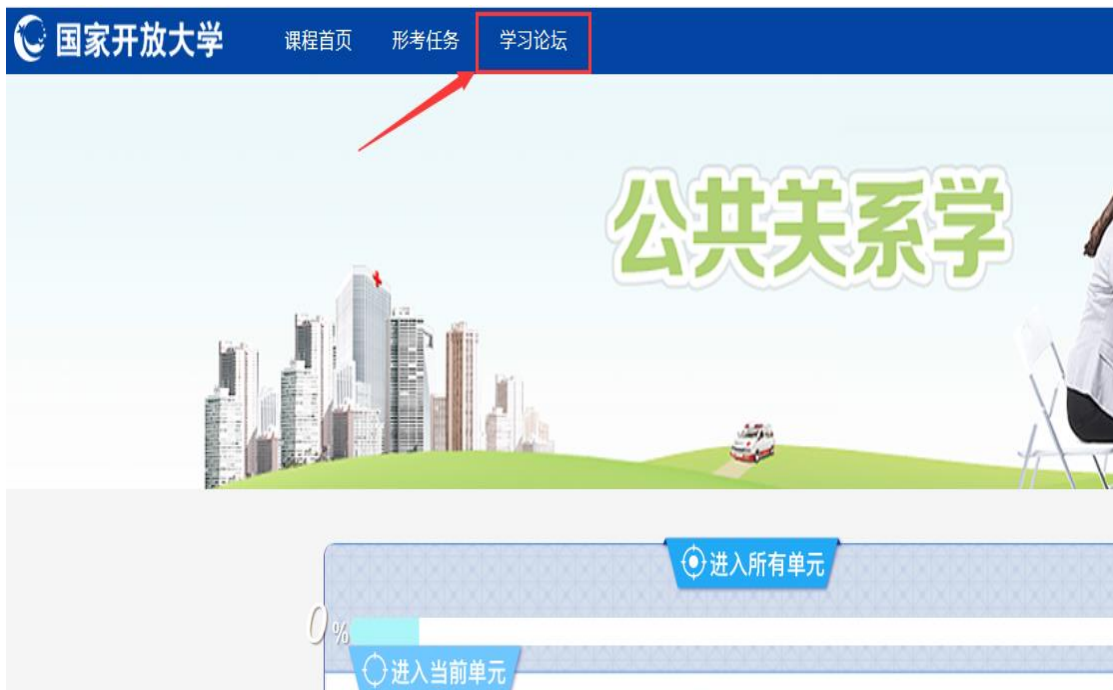 国家开放大学 课程首页 形考任务 学习论坛
公共关系学
进入所有单元
0 %
进入当前单元